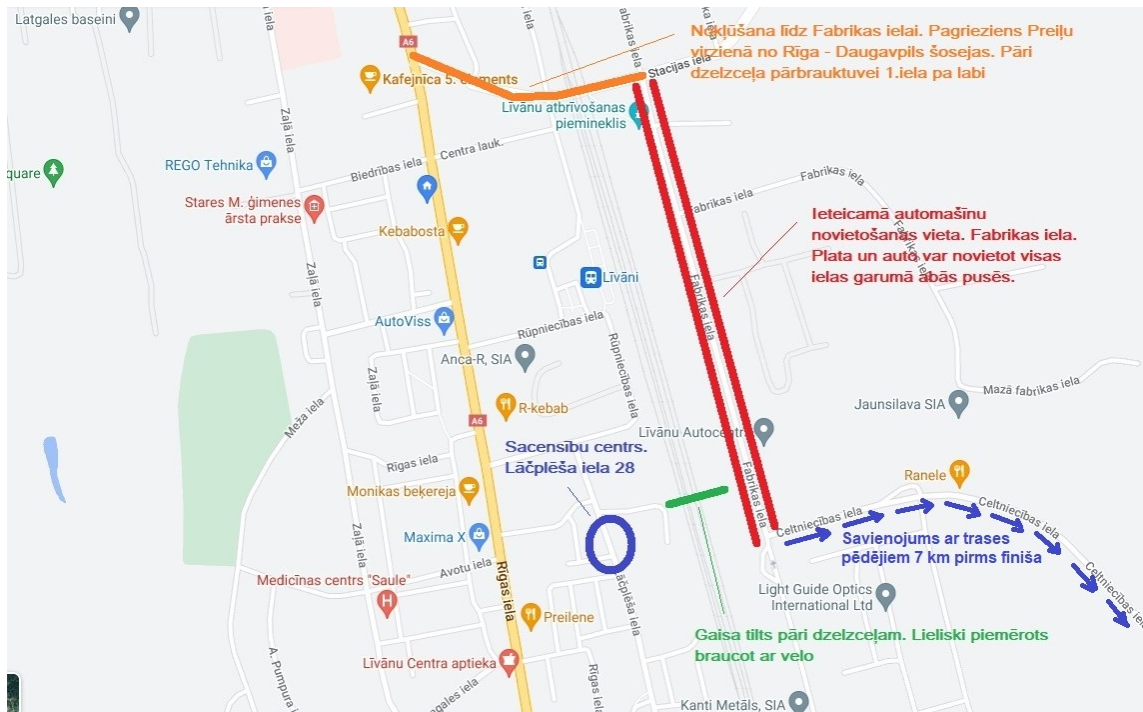 Latgales baseini
A6
Fabrikas iela
Nokļūšana līdz Fabrikas ielai. Pagrieziens Preiļu
virzienā no Rīga - Daugavpils šosejas. Pāri
dzelzceļa pārbrauktuvei 1.iela pa labi
Stacijas iela
Kafejnīca 5. elements
Līvānu atbrīvošanas
piemineklis
Zaļā iela
Centra lauk.
Biedrības iela
REGO Tehnika
quare
Stares M. ģimenes
ārsta prakse
Fabrikas iela
Fabrikas iela
Ieteicamā automašīnu
novietošanas vieta. Fabrikas iela.
Plata un auto var novietot visas
ielas garumā abās pusēs.
Fabrikas iela
Kebabosta
Zaļā iela
Līvāni
Fabrikas iela
AutoViss
Rūpniecības iela
Rūpniecības iela
Anca-R, SIA
Zaļā iela
Mazā fabrikas iela
Jaunsilava SIA
Meža iela
R-kebab
A6
Līvānu Autocentrs
Sacensību centrs.
Lāčplēša iela 28
Rīgas iela
Fabrikas iela
Ranele
Monikas beķereja
Celtniecības iela
Celtniecības iela
Maxima X
Zaļā iela
Savienojums ar trases
pēdējiem 7 km pirms finiša
Avotu iela
Rīgas iela
Lāčplēša iela
Celtniecības iela
Medicīnas centrs "Saule"
H
Light Guide Optics
International Ltd
Preilene
Gaisa tilts pāri dzelzceļam. Lieliski piemērots
braucot ar velo
Līvānu Centra aptieka
A. Pumpura iela
Rīgas iela
gales iela
Kanti Metāls, SIA